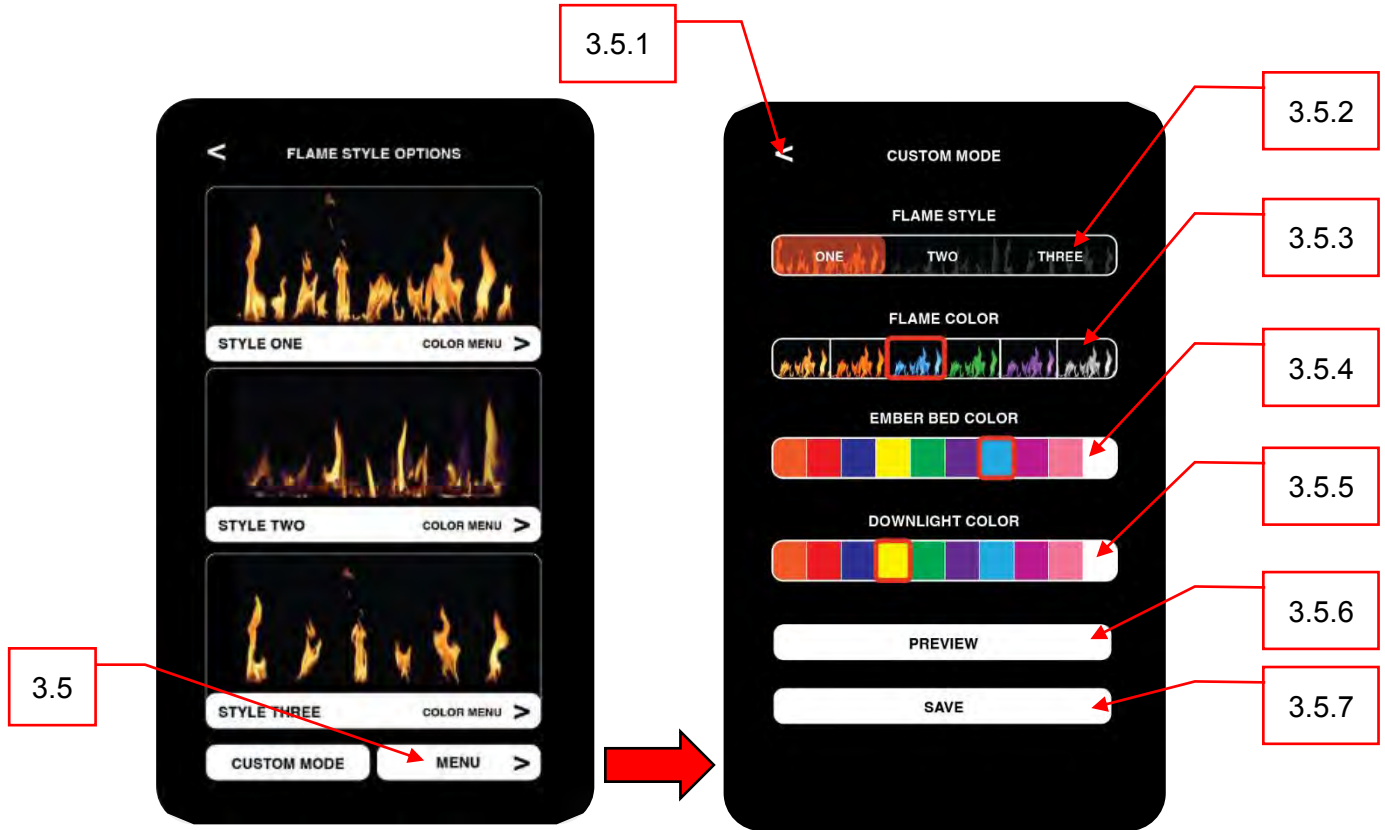 3.5.1
3.5.2
3.5.3
3.5.4
3.5.5
3.5.6
3.5.7
3.5
< FLAME STYLE OPTIONS
STYLE ONE COLOR MENU >
STYLE TWO COLOR MENU >
STYLE THREE COLOR MENU >
CUSTOM MODE MENU >
< CUSTOM MODE
FLAME STYLE
ONE TWO THREE
FLAME COLOR
EMBER BED COLOR
DOWNLIGHT COLOR
PREVIEW
SAVE